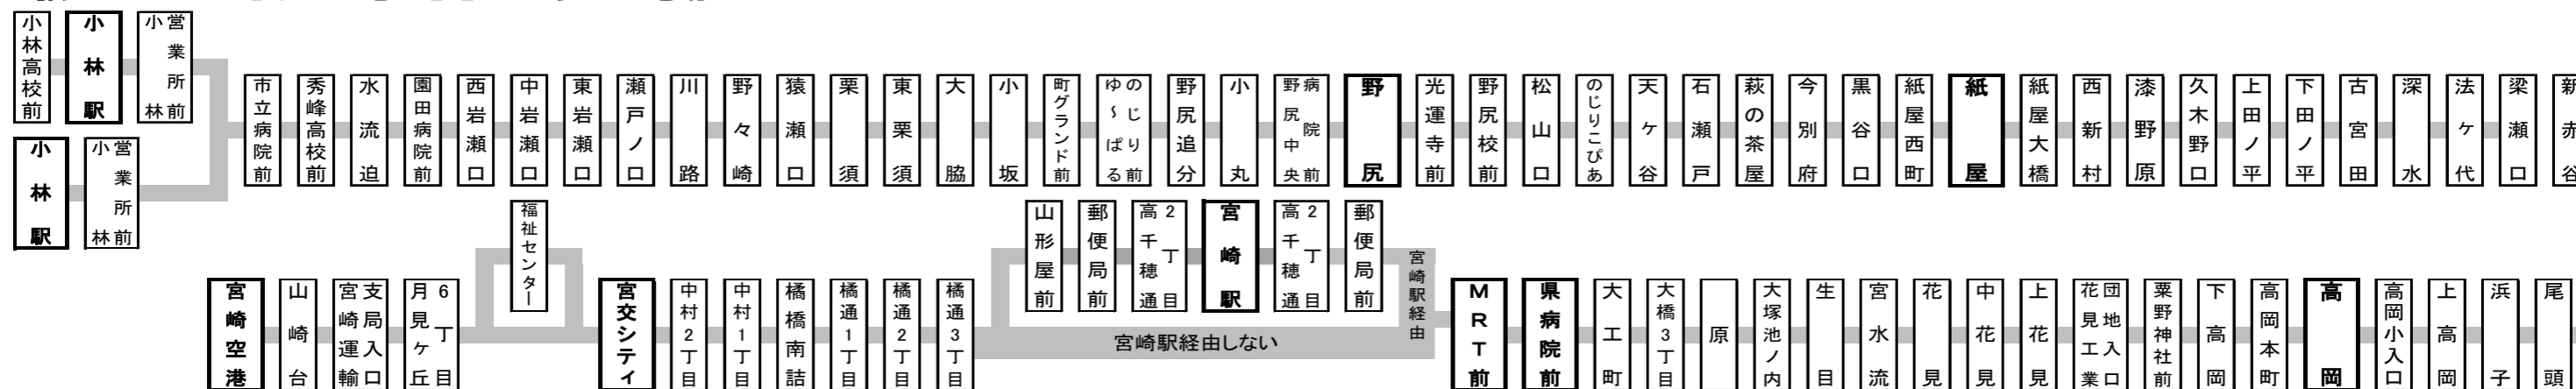 小林高校前
小林駅
小林営業所前
小林駅
小林営業所前
市立病院前
秀峰高校前
水流迫
園田病院前
西岩瀬口
中岩瀬口
東岩瀬口
瀬戸ノ口
川路
野々崎
猿瀬口
栗須
東栗須
大脇
小坂
町グランド前
のじりゆ～ぱる前
野尻追分
小丸
野尻中央病院前
野尻
光運寺前
野尻校前
松山口
のじりこぴあ
天ヶ谷
石瀬戸
萩の茶屋
今別府
黒谷口
紙屋西町
紙屋
紙屋大橋
西新村
漆野原
久木野口
上田ノ平
下田ノ平
古宮田
深水
法ヶ代
梁瀬口
新赤谷
宮崎空港
山崎台
宮崎運輸支局入口
月見ヶ丘6丁目
福祉センター
宮交シティ
中村2丁目
中村1丁目
橘橋南詰
橘通1丁目
橘通2丁目
橘通3丁目
山形屋前
郵便局前
高千穂通2丁目
宮崎駅
高千穂通2丁目
郵便局前
宮崎駅経由
宮崎駅経由しない
MRT前
県病院前
大工町
大橋3丁目
原
大塚池ノ内
生目
宮水流
花見
中花見
上花見
花見工業団地入口
粟野神社前
下高岡
高岡本町
高岡
高岡小入口
上高岡
浜子
尾頭